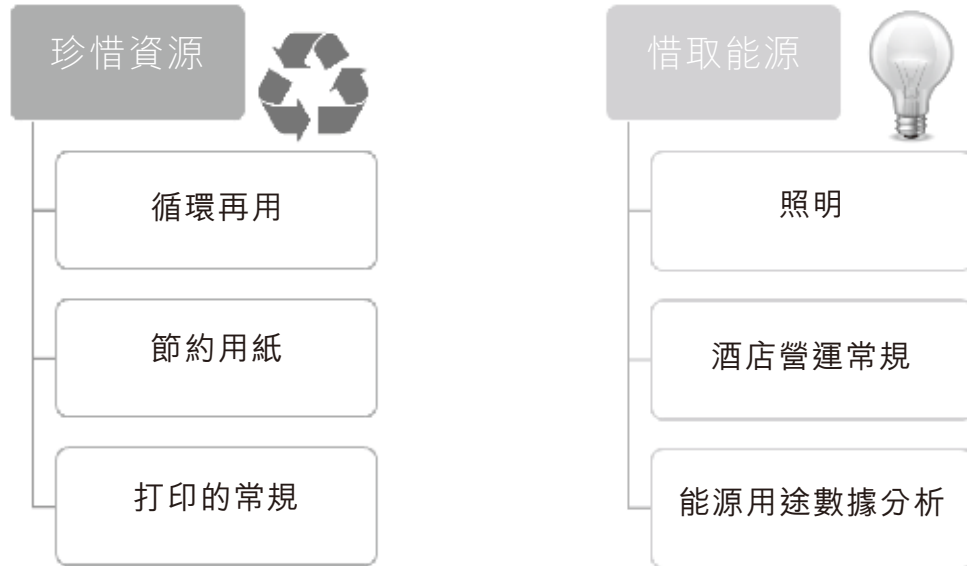 珍惜資源
循環再用
節約用紙
打印的常規
惜取能源
照明
酒店營運常規
能源用途數據分析